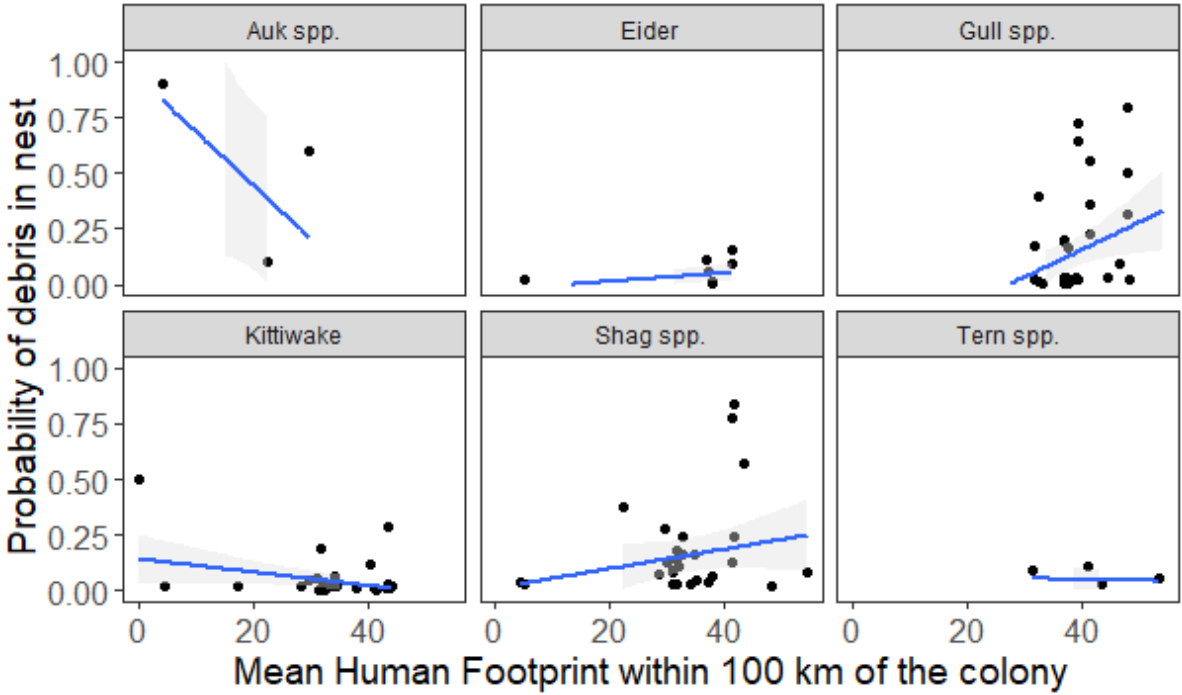 Auk spp.
Eider
Gull spp.
1.00
0.75
0.50
0.25
0.00
Kittiwake
Shag spp.
Tern spp.
1.00
0.75
0.50
0.25
0.00
0 20 40
0 20 40
0 20 40
Probability of debris in nest
Mean Human Footprint within 100 km of the colony